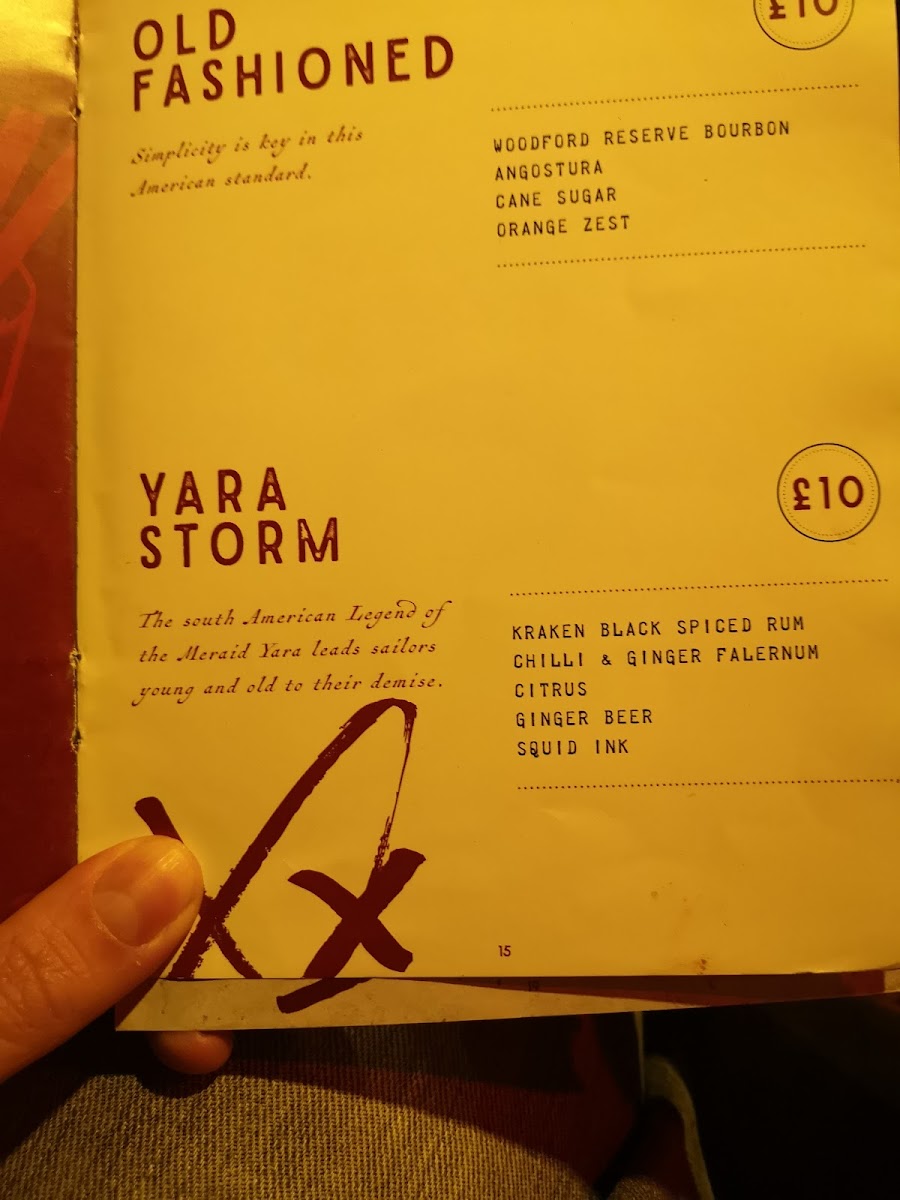 OLD
FASHIONED
£10
Simplicity is key in this
American standard.
WOODFORD RESERVE BOURBON
ANGOSTURA
CANE SUGAR
ORANGE ZEST
YARA
STORM
£10
The south American Legend of
the Meraid Yara leads sailors
young and old to their demise.
KRAKEN BLACK SPICED RUM
CHILLI & GINGER FALERNUM
CITRUS
GINGER BEER
SQUID INK
15